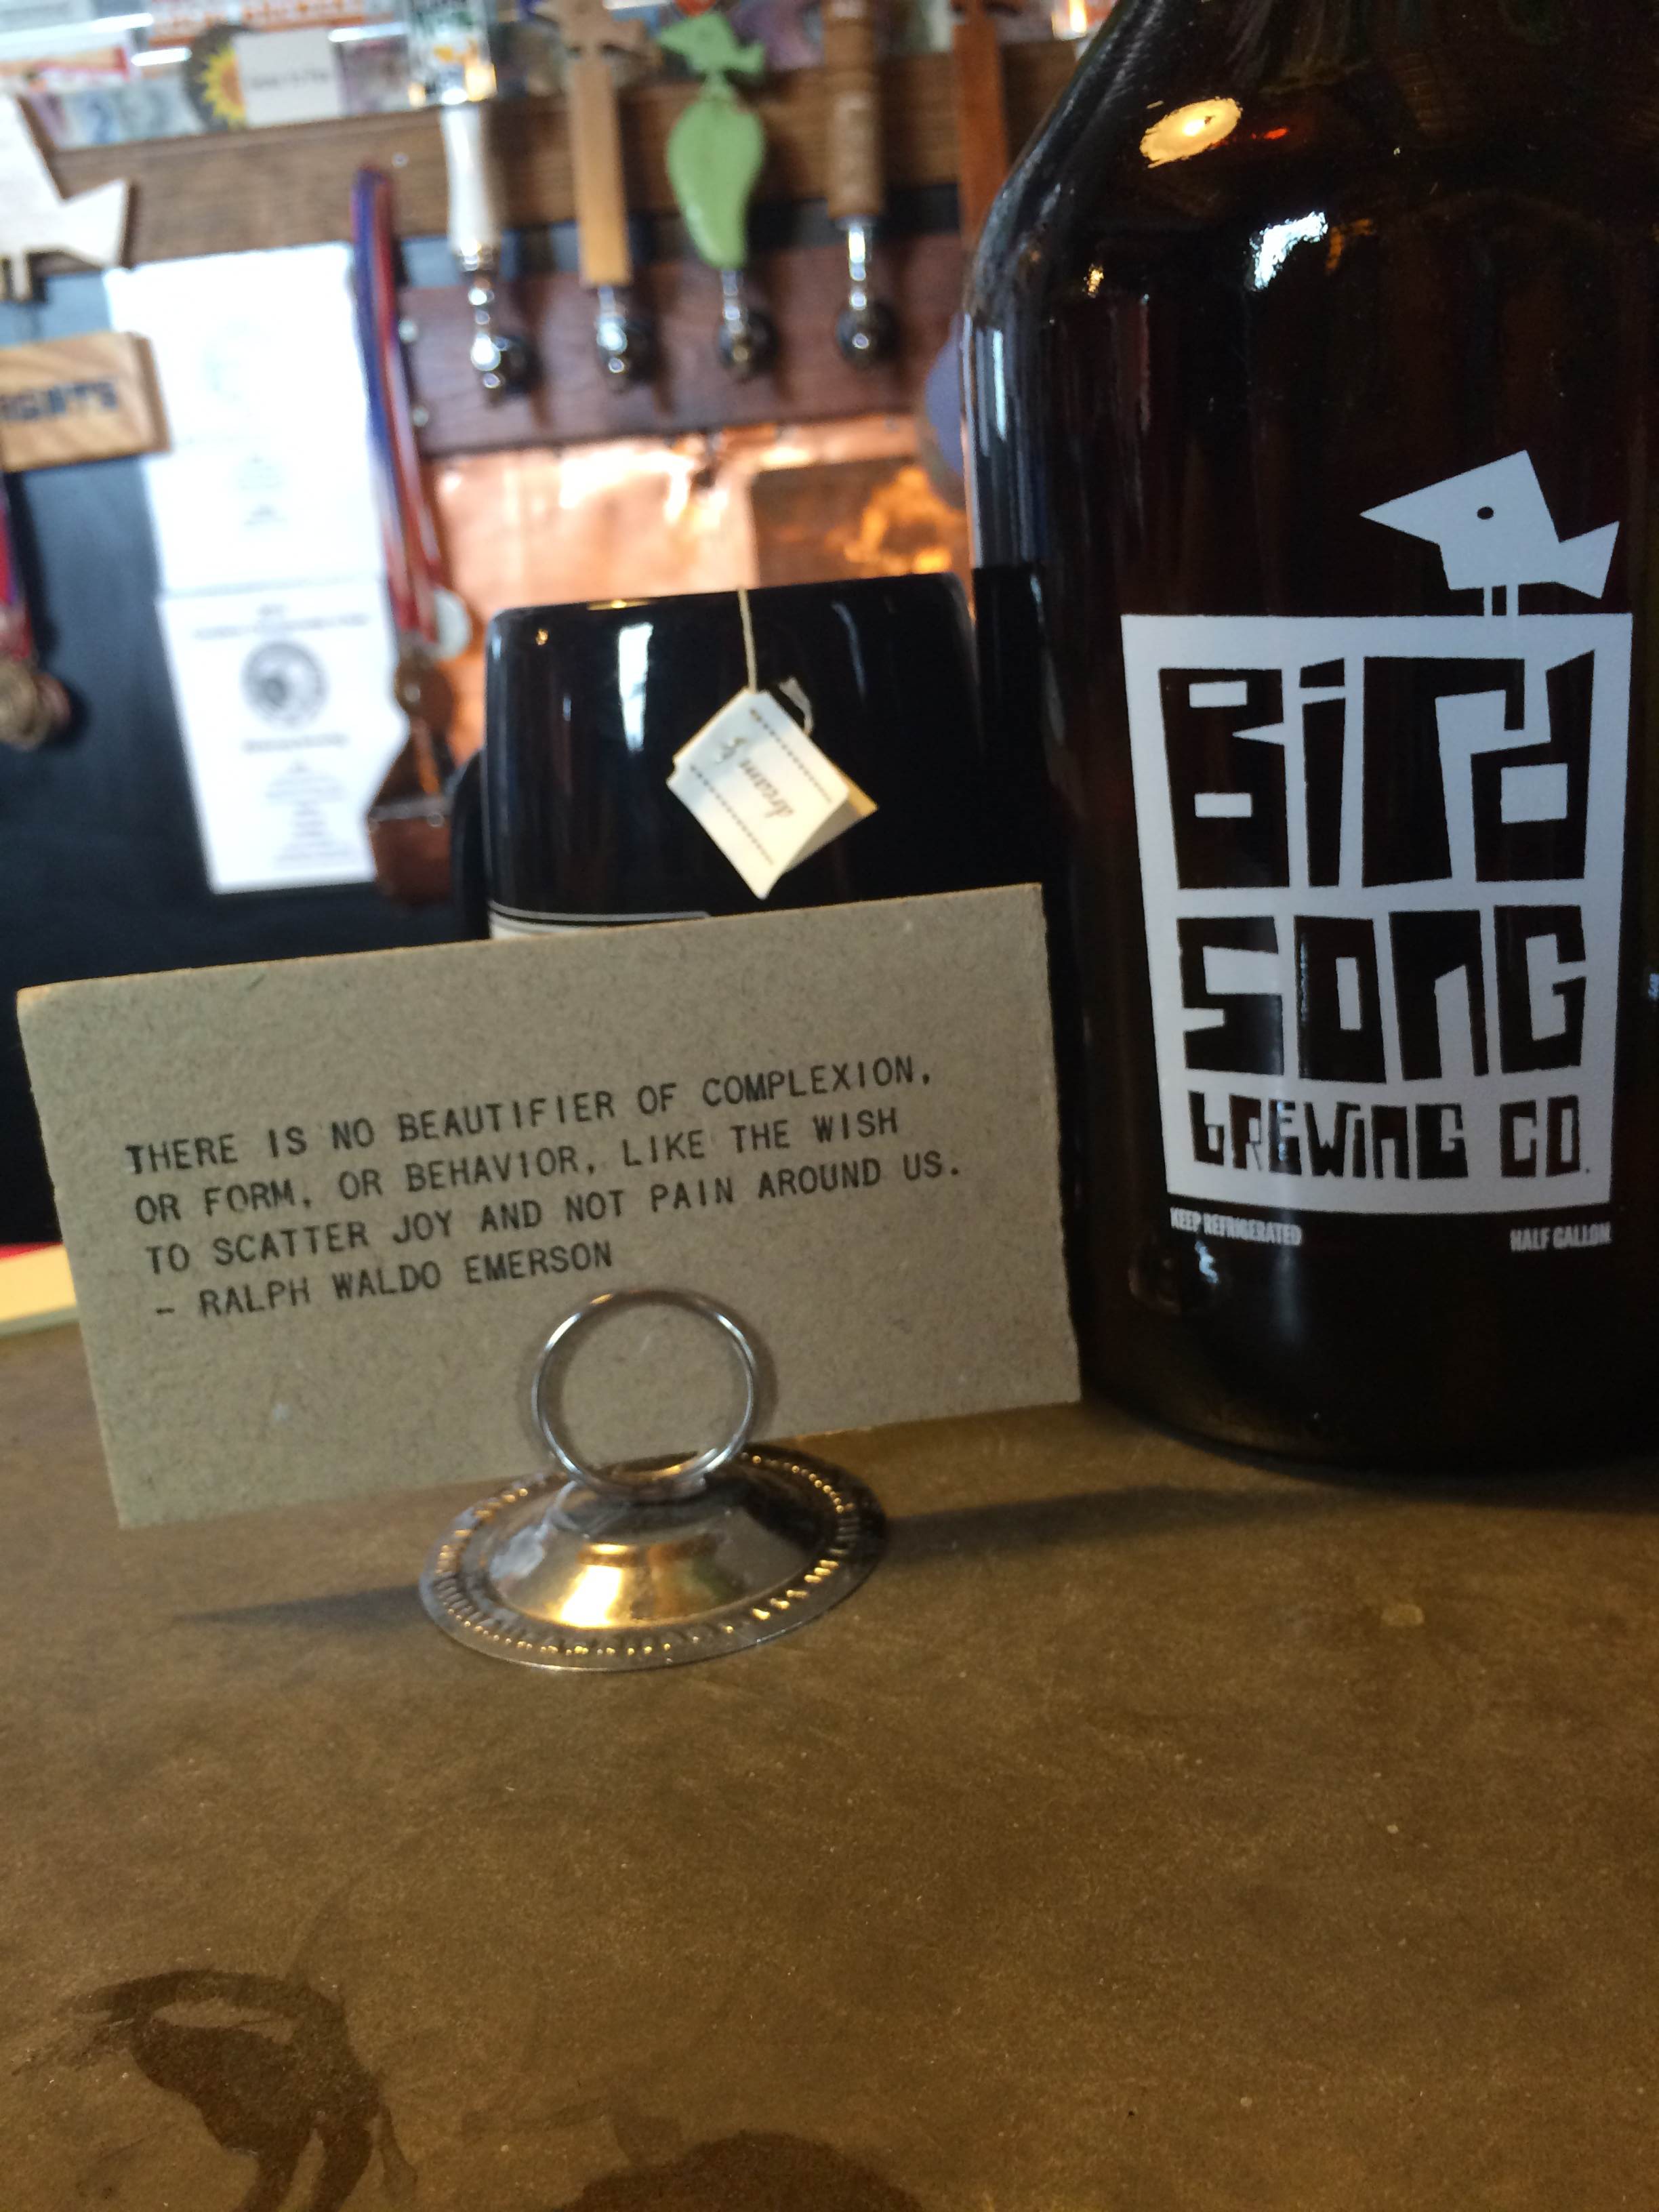 THERE IS NO BEAUTIFIER OF COMPLEXION,
OR FORM, OR BEHAVIOR, LIKE THE WISH
TO SCATTER JOY AND NOT PAIN AROUND US.
- RALPH WALDO EMERSON
dream
Bird
Song
brewing co.
KEEP REFRIGERATED
HALF GALLON